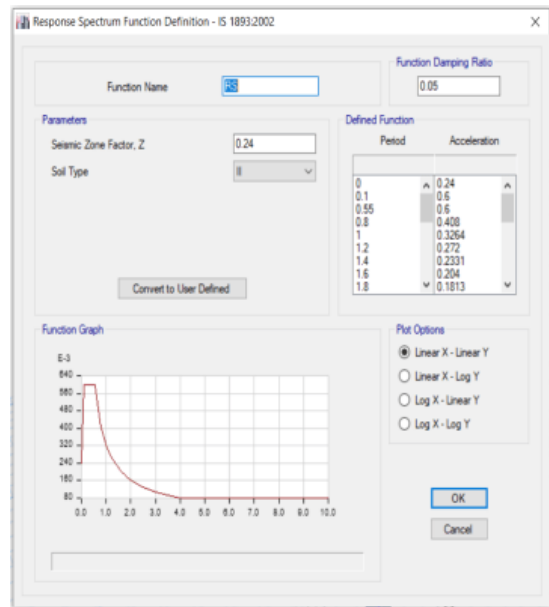 Response Spectrum Function Definition - IS 1893:2002
Function Damping Ratio
Function Name
RS
0.05
Parameters
Defined Function
Seismic Zone Factor, Z
0.24
Period
Acceleration
Soil Type
II
0
0.24
0.1
0.6
0.55
0.6
0.8
0.408
1
0.3264
1.2
0.272
1.4
0.2331
1.6
0.204
1.8
0.1813
Convert to User Defined
Function Graph
Plot Options
E-3
640
560
480
400
320
240
160
80
0.0 1.0 2.0 3.0 4.0 5.0 6.0 7.0 8.0 9.0 10.0
Linear X - Linear Y
Linear X - Log Y
Log X - Linear Y
Log X - Log Y
OK
Cancel